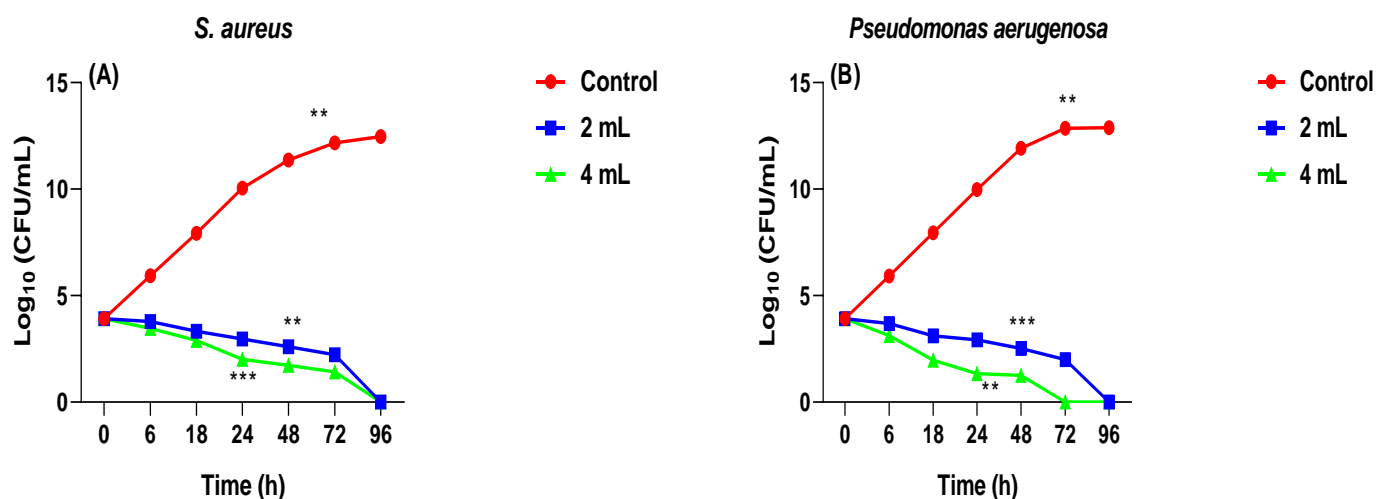 S. aureus
(A)
15
10
5
0
Log₁₀ (CFU/mL)
**
**
***
0 6 18 24 48 72 96
Time (h)
Control
2 mL
4 mL
Pseudomonas aerugenosa
(B)
15
10
5
0
Log₁₀ (CFU/mL)
**
***
**
0 6 18 24 48 72 96
Time (h)
Control
2 mL
4 mL